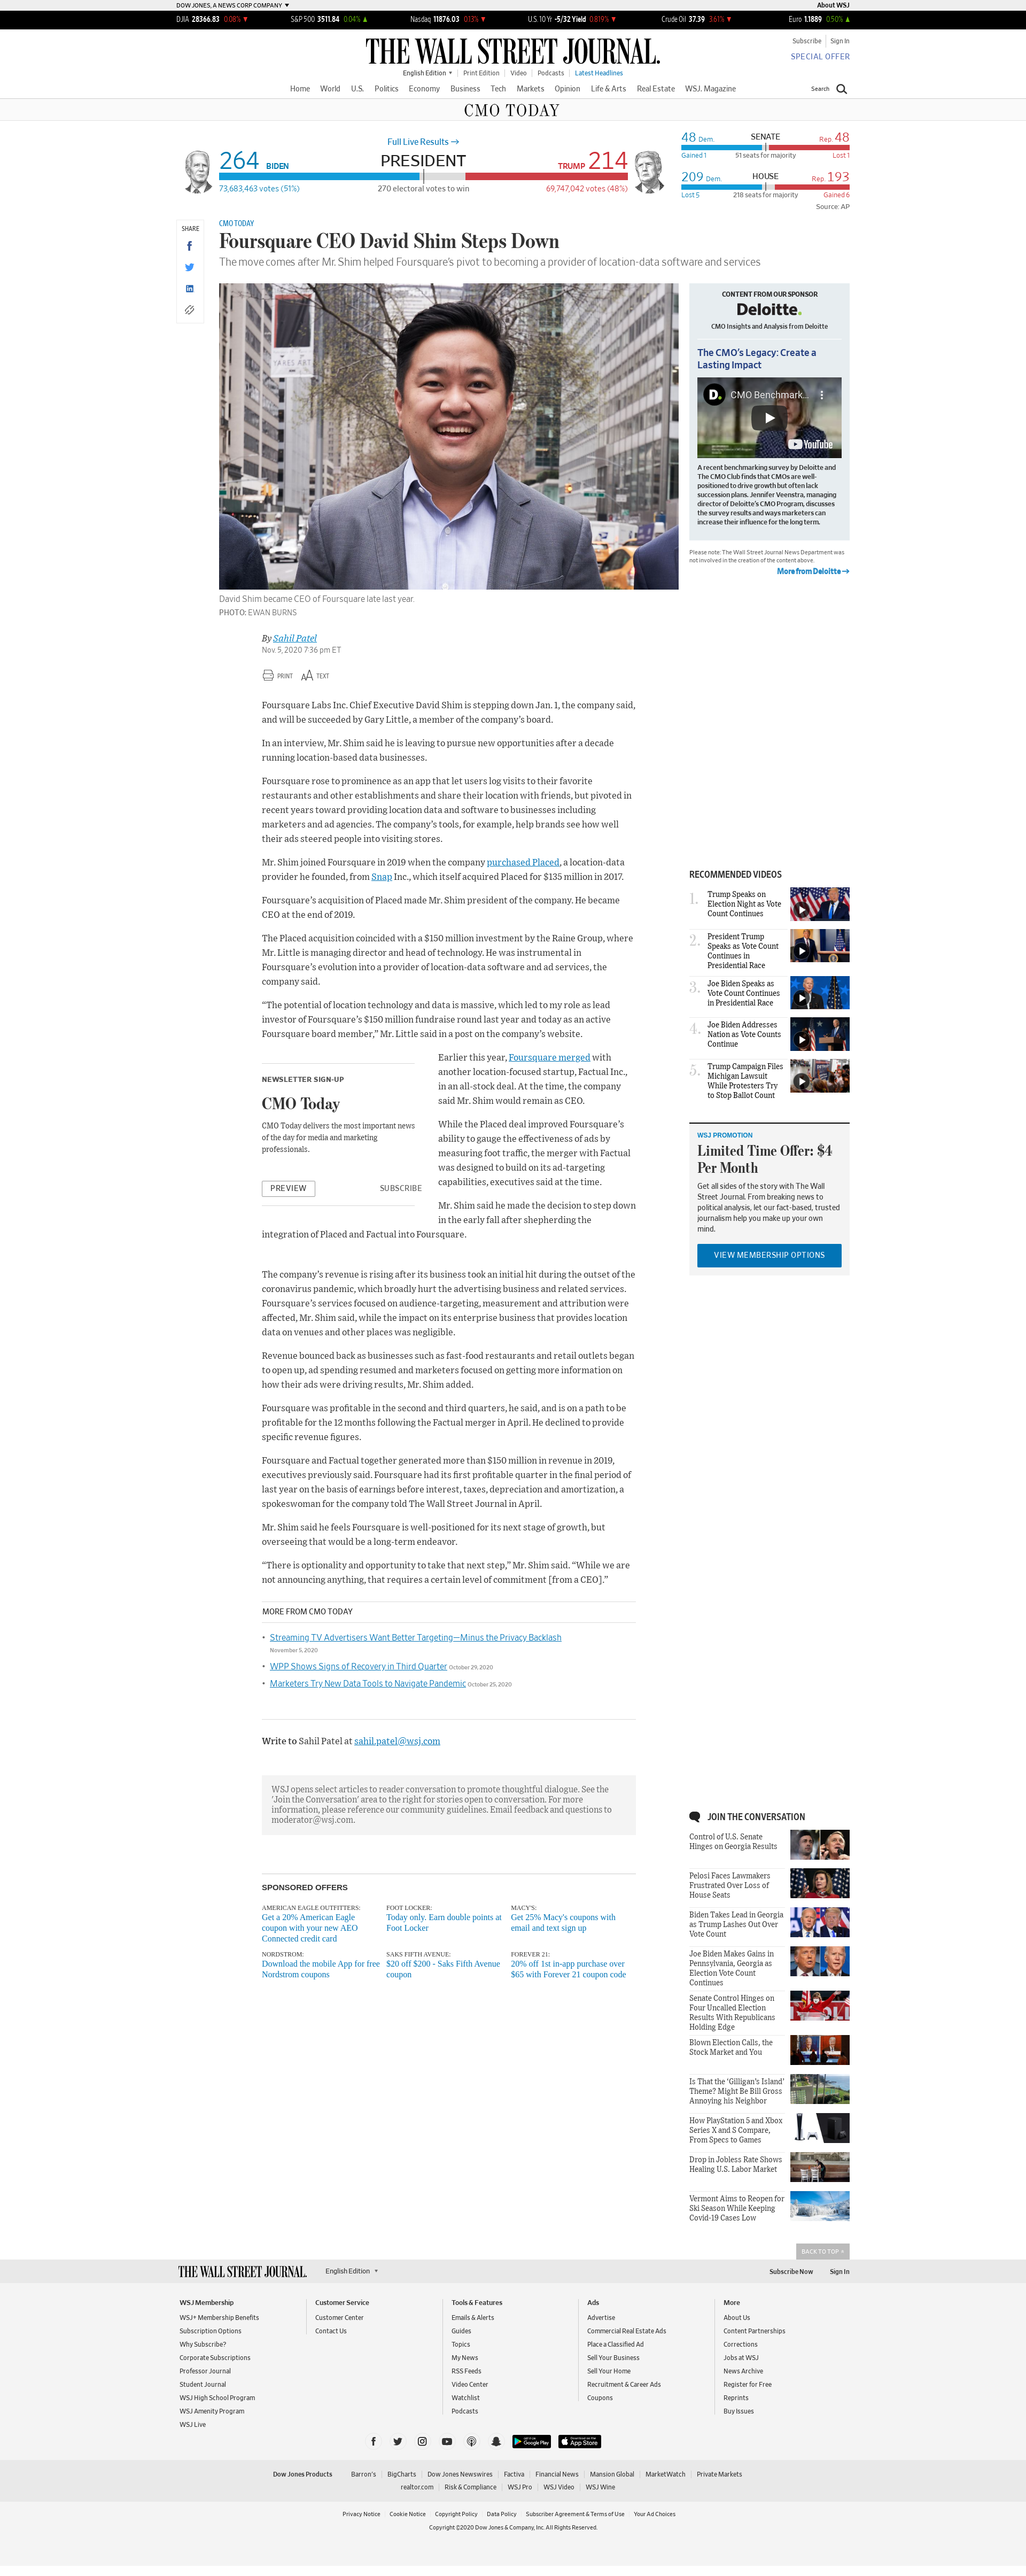 DOW JONES, A NEWS CORP COMPANY
About WSJ
DJIA 28366.83 0.08%
S&P 500 3511.84 0.04%
Nasdaq 11876.03 0.13%
U.S. 10 Yr -5/32 Yield 0.819%
Crude Oil 37.39 3.61%
Euro 1.1889 0.50%
THE WALL STREET JOURNAL.
Subscribe
Sign In
SPECIAL OFFER
English Edition
Print Edition
Video
Podcasts
Latest Headlines
Home World U.S. Politics Economy Business Tech Markets Opinion Life & Arts Real Estate WSJ. Magazine
Search
CMO TODAY
Full Live Results
264 BIDEN
PRESIDENT
TRUMP 214
73,683,463 votes (51%)
270 electoral votes to win
69,747,042 votes (48%)
48 Dem.
SENATE
Rep. 48
Gained 1
51 seats for majority
Lost 1
209 Dem.
HOUSE
Rep. 193
Lost 5
218 seats for majority
Gained 6
Source: AP
SHARE
CMO TODAY
Foursquare CEO David Shim Steps Down
The move comes after Mr. Shim helped Foursquare's pivot to becoming a provider of location-data software and services
David Shim became CEO of Foursquare late last year.
PHOTO: EWAN BURNS
CONTENT FROM OUR SPONSOR
Deloitte.
CMO Insights and Analysis from Deloitte
The CMO's Legacy: Create a
Lasting Impact
CMO Benchmark...
YouTube
A recent benchmarking survey by Deloitte and
The CMO Club finds that CMOs are well-
positioned to drive growth but often lack
succession plans. Jennifer Veenstra, managing
director of Deloitte's CMO Program, discusses
the survey results and ways marketers can
increase their influence for the long term.
Please note: The Wall Street Journal News Department was
not involved in the creation of the content above.
More from Deloitte
By Sahil Patel
Nov. 5, 2020 7:36 pm ET
PRINT
TEXT
Foursquare Labs Inc. Chief Executive David Shim is stepping down Jan. 1, the company said,
and will be succeeded by Gary Little, a member of the company's board.
In an interview, Mr. Shim said he is leaving to pursue new opportunities after a decade
running location-based data businesses.
Foursquare rose to prominence as an app that let users log visits to their favorite
restaurants and other establishments and share their location with friends, but pivoted in
recent years toward providing location data and software to businesses including
marketers and ad agencies. The company's tools, for example, help brands see how well
their ads steered people into visiting stores.
Mr. Shim joined Foursquare in 2019 when the company purchased Placed, a location-data
provider he founded, from Snap Inc., which itself acquired Placed for $135 million in 2017.
Foursquare's acquisition of Placed made Mr. Shim president of the company. He became
CEO at the end of 2019.
The Placed acquisition coincided with a $150 million investment by the Raine Group, where
Mr. Little is managing director and head of technology. He was instrumental in
Foursquare's evolution into a provider of location-data software and and services, the
company said.
“The potential of location technology and data is massive, which led to my role as lead
investor of Foursquare's $150 million fundraise round last year and today as an active
Foursquare board member,” Mr. Little said in a post on the company's website.
NEWSLETTER SIGN-UP
CMO Today
CMO Today delivers the most important news
of the day for media and marketing
professionals.
PREVIEW
SUBSCRIBE
Earlier this year, Foursquare merged with
another location-focused startup, Factual Inc.,
in an all-stock deal. At the time, the company
said Mr. Shim would remain as CEO.
While the Placed deal improved Foursquare's
ability to gauge the effectiveness of ads by
measuring foot traffic, the merger with Factual
was designed to build on its ad-targeting
capabilities, executives said at the time.
Mr. Shim said he made the decision to step down
in the early fall after shepherding the
integration of Placed and Factual into Foursquare.
The company's revenue is rising after its business took an initial hit during the outset of the
coronavirus pandemic, which broadly hurt the advertising business and related services.
Foursquare's services focused on audience-targeting, measurement and attribution were
affected, Mr. Shim said, while the impact on its enterprise business that provides location
data on other places was negligible.
Revenue bounced back as businesses such as fast-food restaurants and retail outlets began
to open up, ad spending resumed and marketers focused on getting more information on
how their ads were driving results, Mr. Shim added.
Foursquare was profitable in the second and third quarters, he said, and is on a path to be
profitable for the 12 months following the Factual merger in April. He declined to provide
specific revenue figures.
Foursquare and Factual together generated more than $150 million in revenue in 2019,
executives previously said. Foursquare had its first profitable quarter in the final period of
last year on the basis of earnings before interest, taxes, depreciation and amortization, a
spokeswoman for the company told The Wall Street Journal in April.
Mr. Shim said he feels Foursquare is well-positioned for its next stage of growth, but
overseeing that would be a long-term endeavor.
“There is optionality and opportunity to take that next step,” Mr. Shim said. “While we are
not announcing anything, that requires a certain level of commitment [from a CEO].”
MORE FROM CMO TODAY
• Streaming TV Advertisers Want Better Targeting—Minus the Privacy Backlash
November 5, 2020
• WPP Shows Signs of Recovery in Third Quarter October 29, 2020
• Marketers Try New Data Tools to Navigate Pandemic October 25, 2020
Write to Sahil Patel at sahil.patel@wsj.com
WSJ opens select articles to reader conversation to promote thoughtful dialogue. See the
'Join the Conversation' area to the right for stories open to conversation. For more
information, please reference our community guidelines. Email feedback and questions to
moderator@wsj.com.
SPONSORED OFFERS
AMERICAN EAGLE OUTFITTERS:
Get a 20% American Eagle
coupon with your new AEO
Connected credit card
FOOT LOCKER:
Today only. Earn double points at
Foot Locker
MACY'S:
Get 25% Macy's coupons with
email and text sign up
NORDSTROM:
Download the mobile App for free
Nordstrom coupons
SAKS FIFTH AVENUE:
$20 off $200 - Saks Fifth Avenue
coupon
FOREVER 21:
20% off 1st in-app purchase over
$65 with Forever 21 coupon code
RECOMMENDED VIDEOS
1. Trump Speaks on
Election Night as Vote
Count Continues
2. President Trump
Speaks as Vote Count
Continues in
Presidential Race
3. Joe Biden Speaks as
Vote Count Continues
in Presidential Race
4. Joe Biden Addresses
Nation as Vote Counts
Continue
5. Trump Campaign Files
Michigan Lawsuit
While Protesters Try
to Stop Ballot Count
WSJ PROMOTION
Limited Time Offer: $4
Per Month
Get all sides of the story with The Wall
Street Journal. From breaking news to
political analysis, let our fact-based, trusted
journalism help you make up your own
mind.
VIEW MEMBERSHIP OPTIONS
JOIN THE CONVERSATION
Control of U.S. Senate
Hinges on Georgia Results
Pelosi Faces Lawmakers
Frustrated Over Loss of
House Seats
Biden Takes Lead in Georgia
as Trump Lashes Out Over
Vote Count
Joe Biden Makes Gains in
Pennsylvania, Georgia as
Election Vote Count
Continues
Senate Control Hinges on
Four Uncalled Election
Results With Republicans
Holding Edge
Blown Election Calls, the
Stock Market and You
Is That the 'Gilligan's Island'
Theme? Might Be Bill Gross
Annoying his Neighbor
How PlayStation 5 and Xbox
Series X and S Compare,
From Specs to Games
Drop in Jobless Rate Shows
Healing U.S. Labor Market
Vermont Aims to Reopen for
Ski Season While Keeping
Covid-19 Cases Low
BACK TO TOP
THE WALL STREET JOURNAL.
English Edition
Subscribe Now
Sign In
WSJ Membership
WSJ+ Membership Benefits
Subscription Options
Why Subscribe?
Corporate Subscriptions
Professor Journal
Student Journal
WSJ High School Program
WSJ Amenity Program
WSJ Live
Customer Service
Customer Center
Contact Us
Tools & Features
Emails & Alerts
Guides
Topics
My News
RSS Feeds
Video Center
Watchlist
Podcasts
Ads
Advertise
Commercial Real Estate Ads
Place a Classified Ad
Sell Your Business
Sell Your Home
Recruitment & Career Ads
Coupons
More
About Us
Content Partnerships
Corrections
Jobs at WSJ
News Archive
Register for Free
Reprints
Buy Issues
Google Play
App Store
Dow Jones Products
Barron's BigCharts Dow Jones Newswires Factiva Financial News Mansion Global MarketWatch Private Markets
realtor.com Risk & Compliance WSJ Pro WSJ Video WSJ Wine
Privacy Notice Cookie Notice Copyright Policy Data Policy Subscriber Agreement & Terms of Use Your Ad Choices
Copyright ©2020 Dow Jones & Company, Inc. All Rights Reserved.